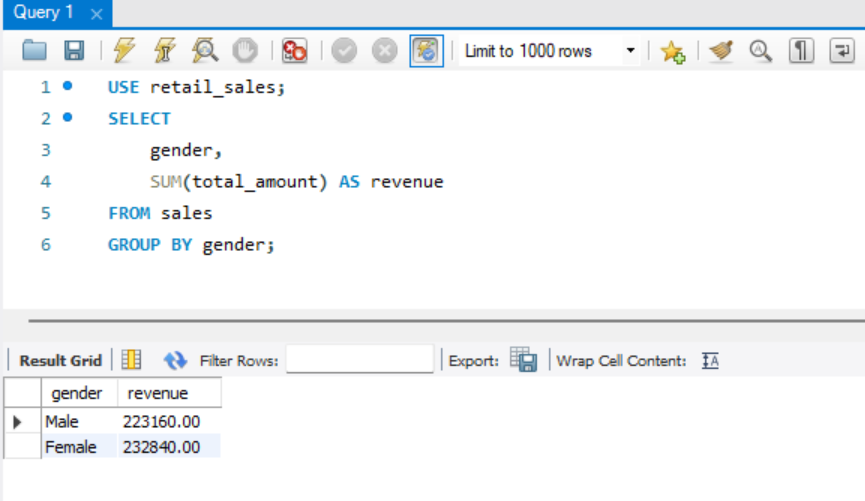 Query 1
Limit to 1000 rows
1 USE retail_sales;
2 SELECT
3 gender,
4 SUM(total_amount) AS revenue
5 FROM sales
6 GROUP BY gender;
Result Grid Filter Rows: Export: Wrap Cell Content: IA
gender revenue
Male 223160.00
Female 232840.00